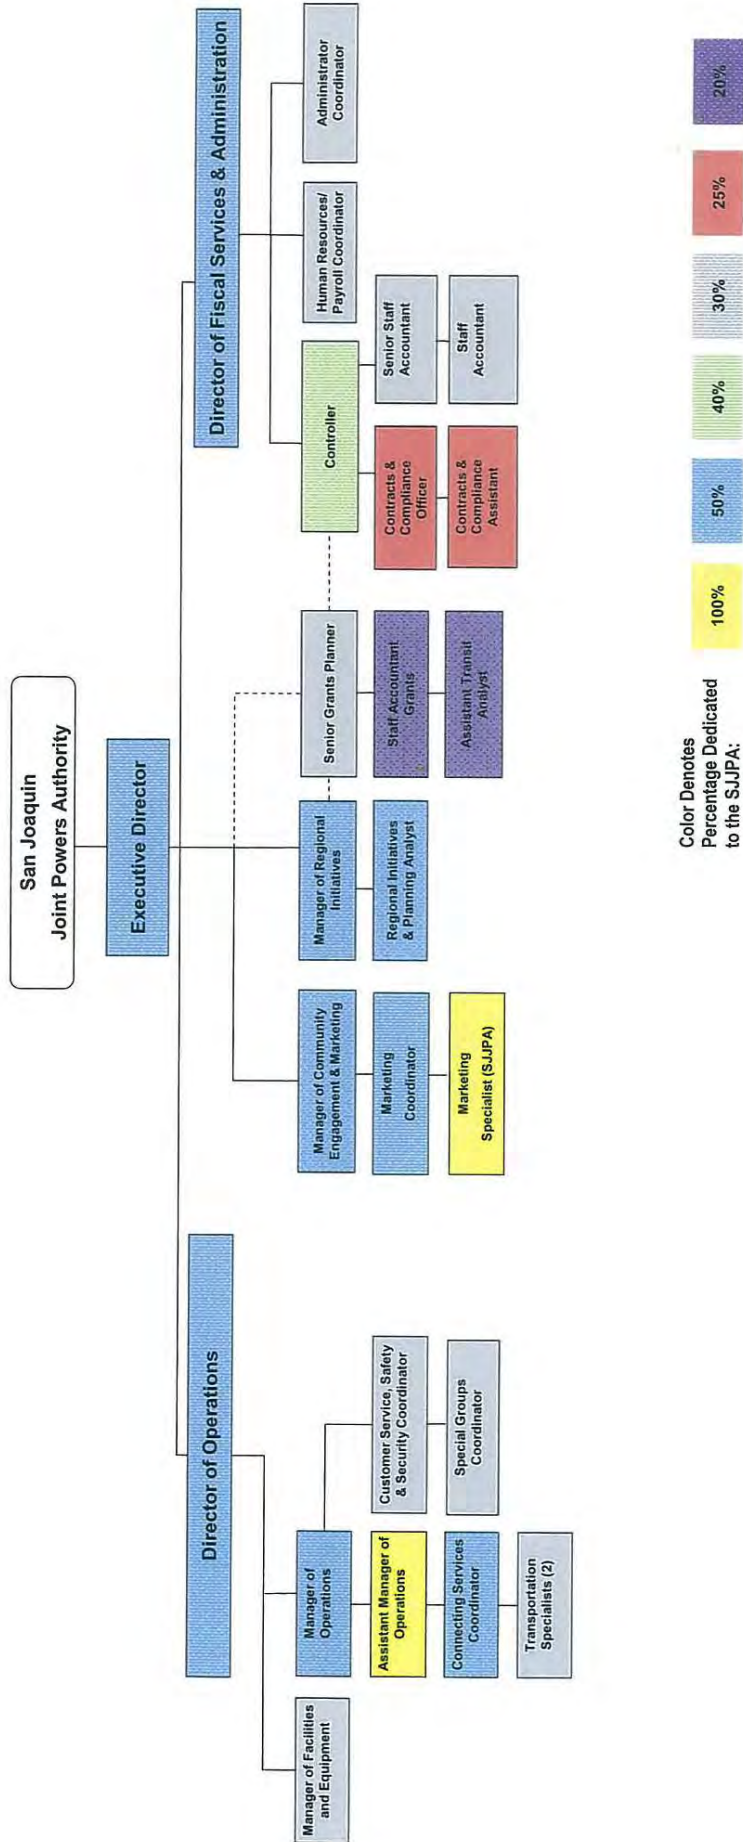 San Joaquin
Joint Powers Authority
Executive Director
Director of Operations
Director of Fiscal Services & Administration
Manager of Facilities
and Equipment
Manager of
Operations
Assistant Manager of
Operations
Connecting Services
Coordinator
Transportation
Specialists (2)
Customer Service, Safety
& Security Coordinator
Special Groups
Coordinator
Manager of Community
Engagement & Marketing
Marketing
Coordinator
Marketing
Specialist (SJJPA)
Manager of Regional
Initiatives
Regional Initiatives
& Planning Analyst
Senior Grants Planner
Staff Accountant
Grants
Assistant Transit
Analyst
Controller
Contracts &
Compliance
Officer
Contracts &
Compliance
Assistant
Senior Staff
Accountant
Staff
Accountant
Human Resources/
Payroll Coordinator
Administrator
Coordinator
Color Denotes
Percentage Dedicated
to the SJJPA:
100%
50%
40%
30%
25%
20%